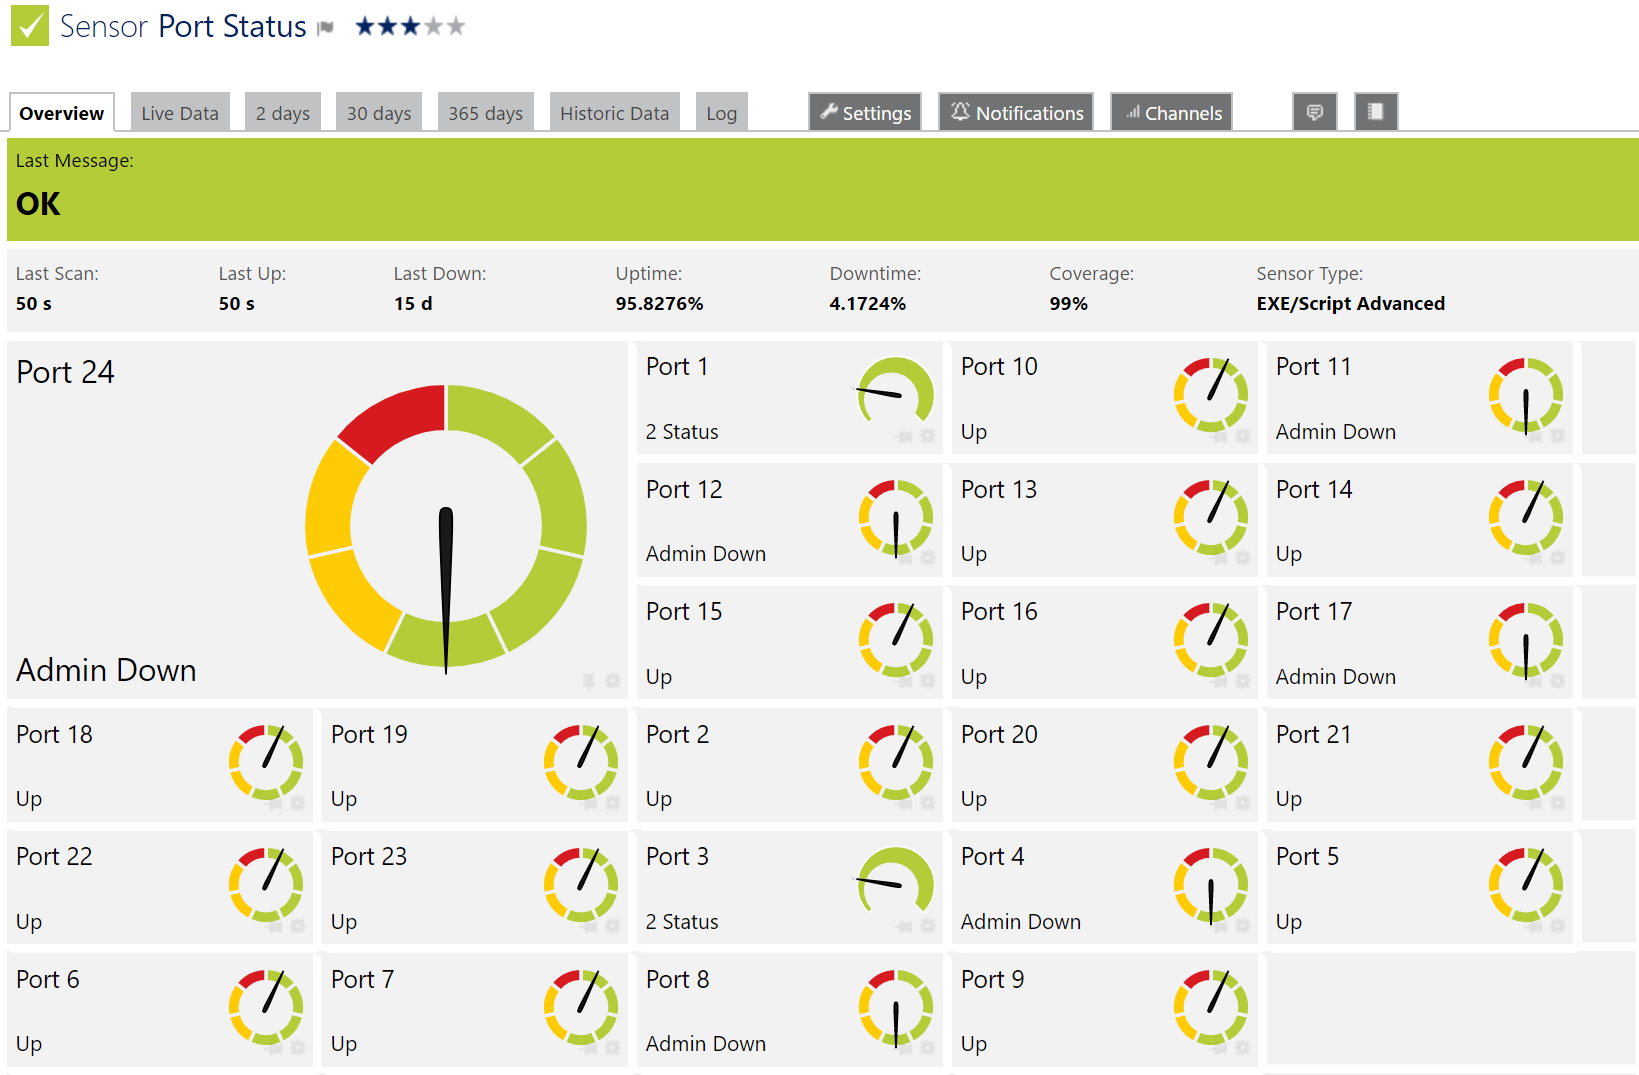 Sensor Port Status
Overview Live Data 2 days 30 days 365 days Historic Data Log Settings Notifications Channels
Last Message:
OK
Last Scan: Last Up: Last Down: Uptime: Downtime: Coverage: Sensor Type:
50 s 50 s 15 d 95.8276% 4.1724% 99% EXE/Script Advanced
Port 24
Admin Down
Port 1 Port 10 Port 11
2 Status Up Admin Down
Port 12 Port 13 Port 14
Admin Down Up Up
Port 15 Port 16 Port 17
Up Up Admin Down
Port 18 Port 19 Port 2 Port 20 Port 21
Up Up Up Up Up
Port 22 Port 23 Port 3 Port 4 Port 5
Up Up 2 Status Admin Down Up
Port 6 Port 7 Port 8 Port 9
Up Up Admin Down Up